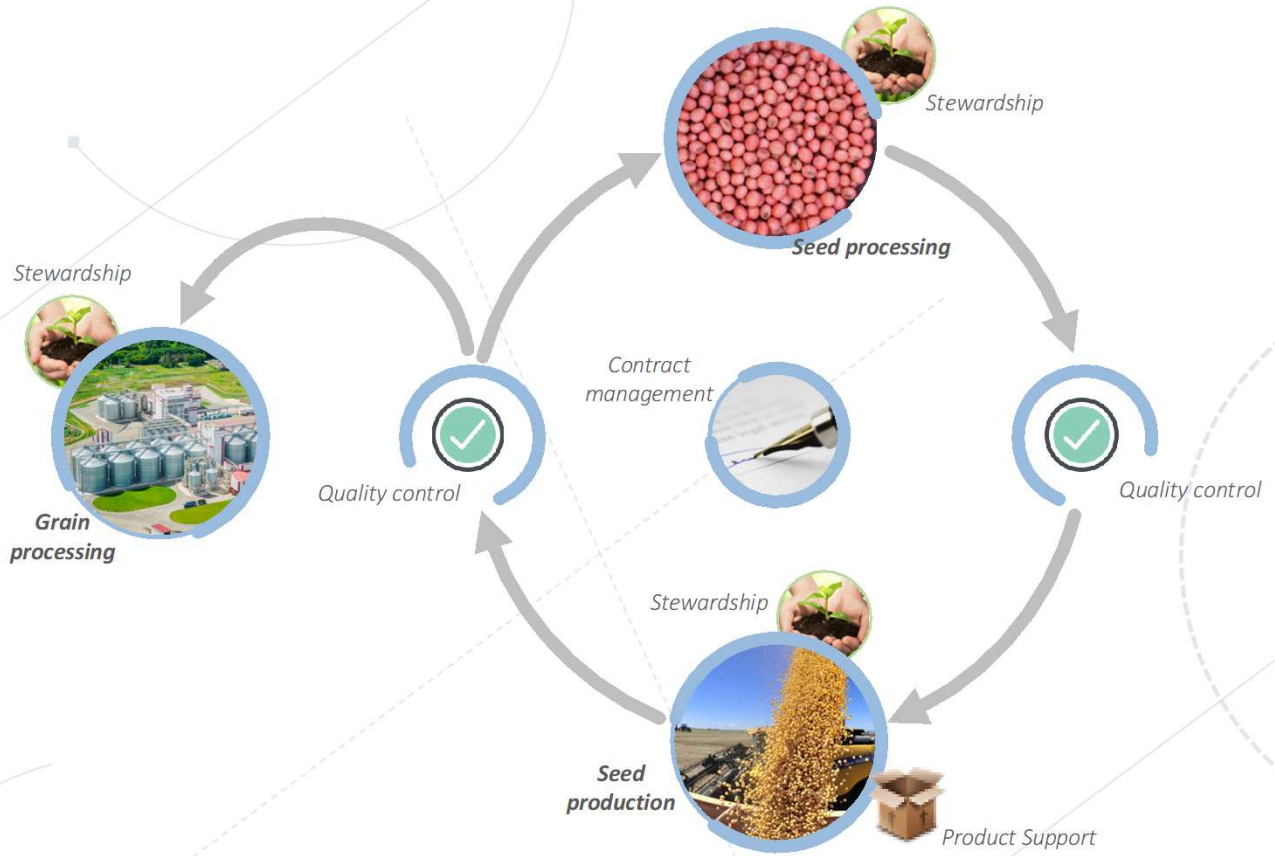 Stewardship
Seed processing
Stewardship
Contract
management
Quality control
Quality control
Grain
processing
Stewardship
Seed
production
Product Support